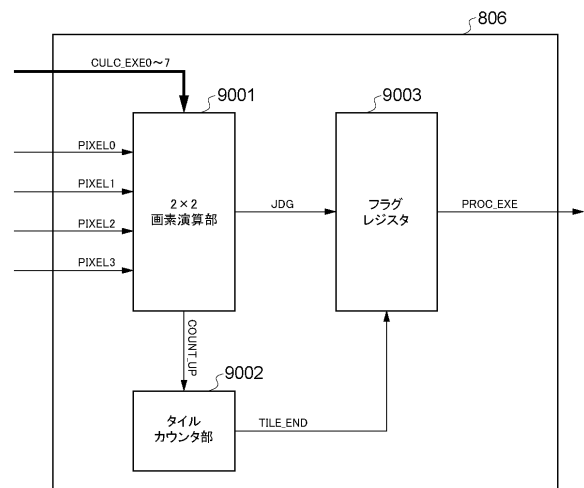 806
CULC_EXE0～7
9001
9003
PIXEL0
PIXEL1
PIXEL2
PIXEL3
2×2
画素演算部
JDG
フラグ
レジスタ
PROC_EXE
COUNT_UP
9002
タイル
カウンタ部
TILE_END